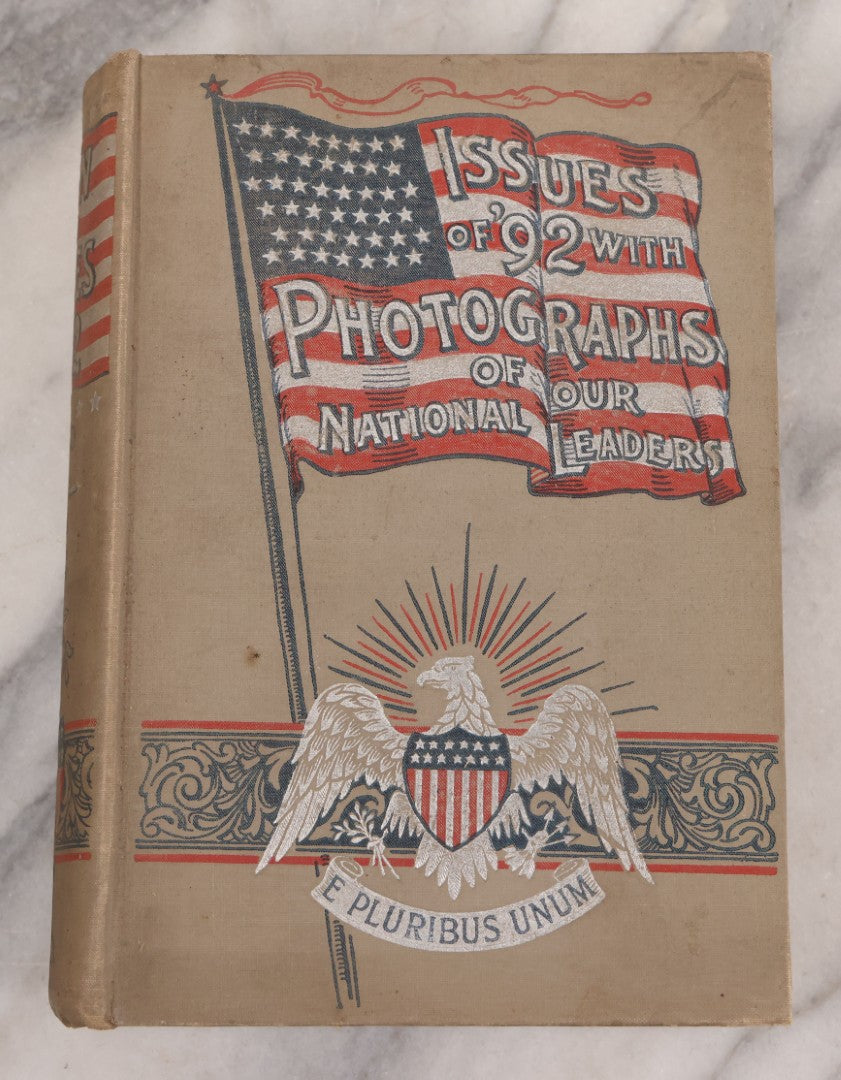 ISSUES
OF '92 WITH
PHOTOGRAPHS
OF OUR
NATIONAL LEADERS
E PLURIBUS UNUM